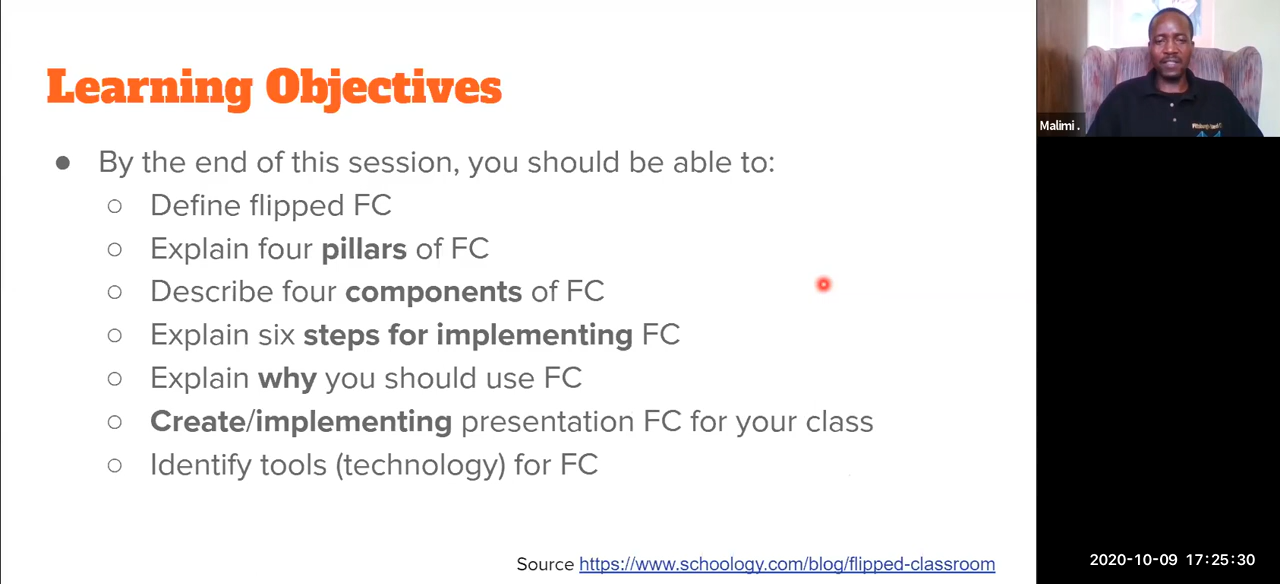 Learning Objectives
● By the end of this session, you should be able to:
○ Define flipped FC
○ Explain four pillars of FC
○ Describe four components of FC
○ Explain six steps for implementing FC
○ Explain why you should use FC
○ Create/implementing presentation FC for your class
○ Identify tools (technology) for FC
Source https://www.schoology.com/blog/flipped-classroom
Malimi .
2020-10-09 17:25:30